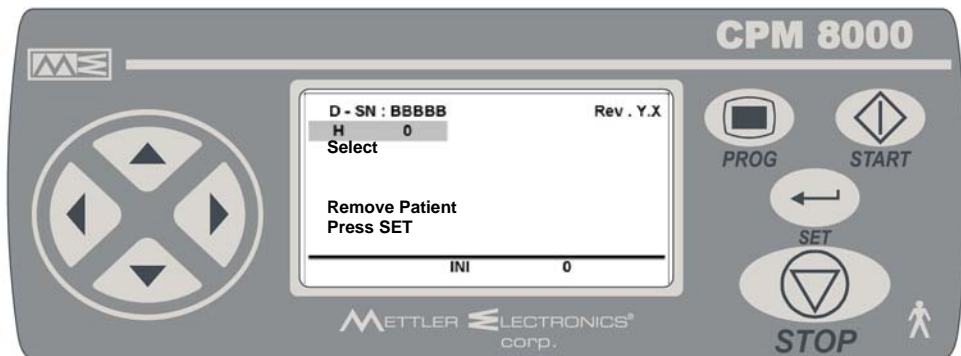 CPM 8000
D - SN : BBBBB Rev . Y.X
H 0
Select
Remove Patient
Press SET
INI 0
PROG START
SET
STOP
METTLER ELECTRONICS®
corp.